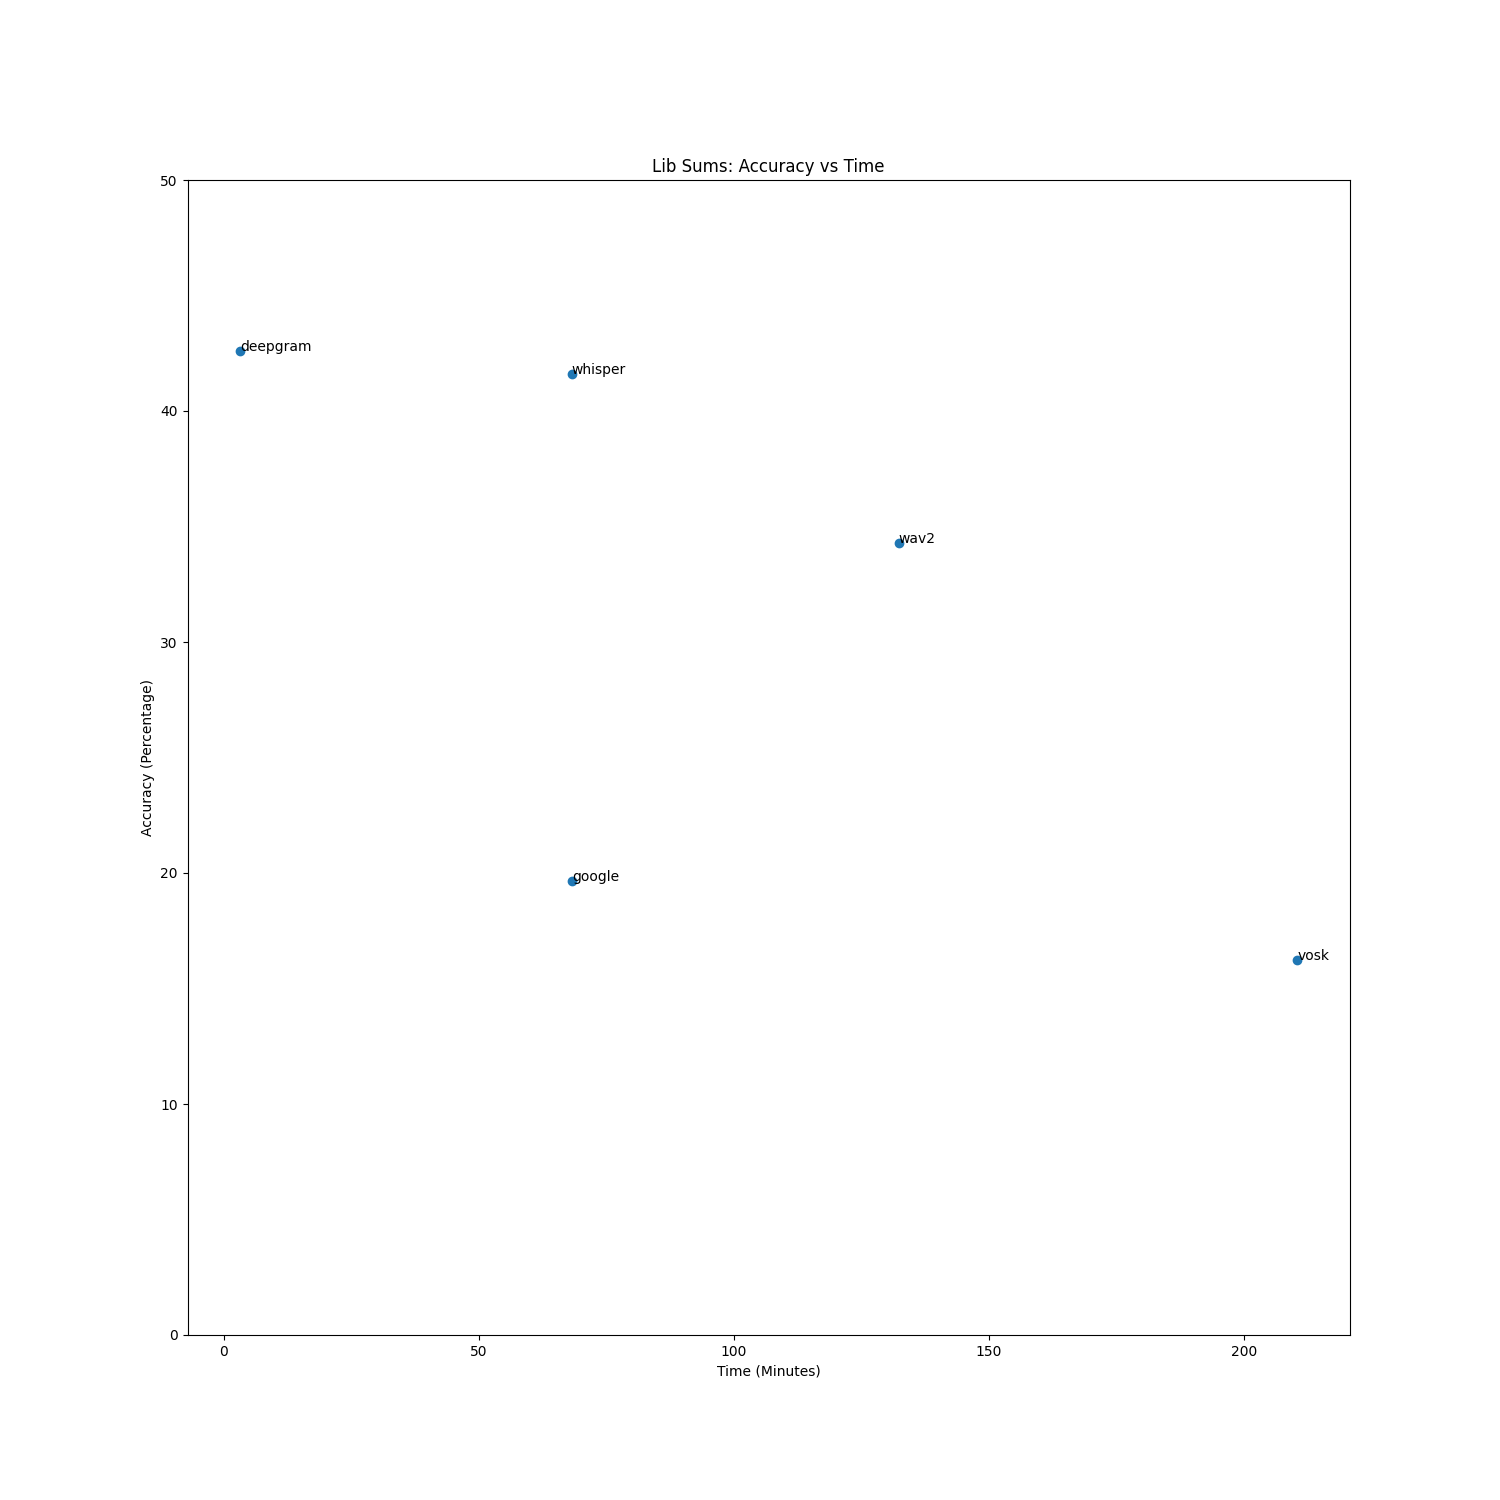 Lib Sums: Accuracy vs Time
50
deepgram
whisper
40
wav2
30
Accuracy (Percentage)
google
20
vosk
10
0
0 50 100 150 200
Time (Minutes)